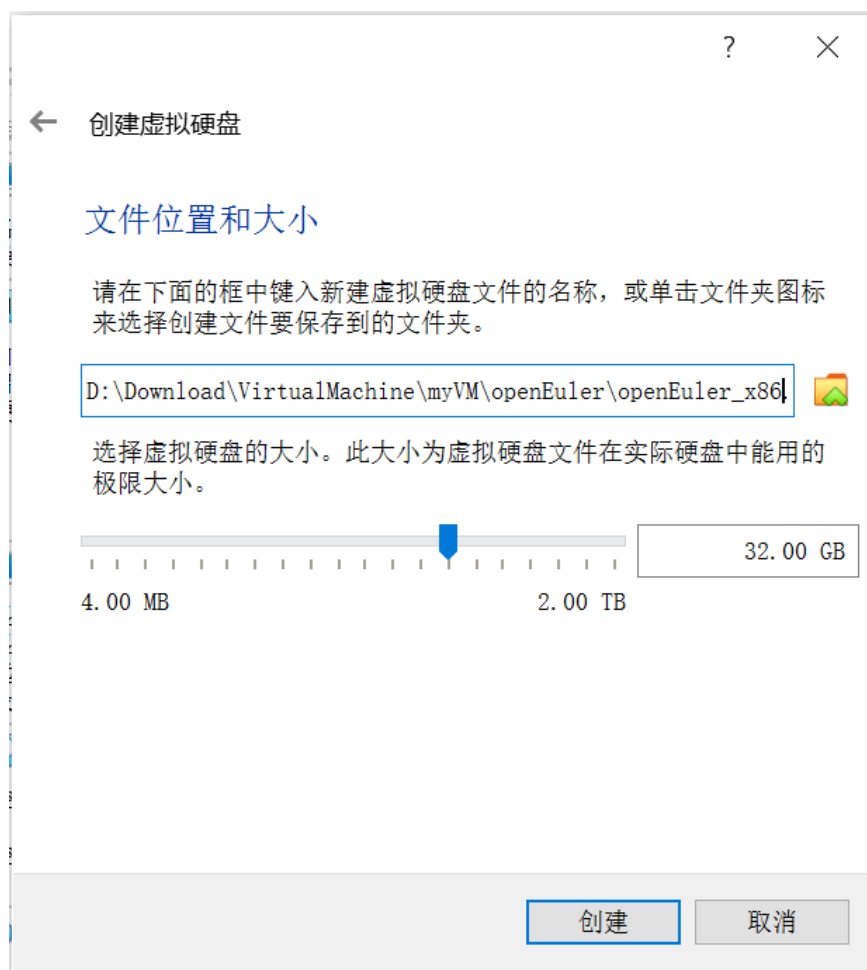 ?
创建虚拟硬盘
文件位置和大小
请在下面的框中键入新建虚拟硬盘文件的名称，或单击文件夹图标
来选择创建文件要保存到的文件夹。
D:\Download\VirtualMachine\myVM\openEuler\openEuler_x86
选择虚拟硬盘的大小。此大小为虚拟硬盘文件在实际硬盘中能用的
极限大小。
32.00 GB
4.00 MB 2.00 TB
创建 取消